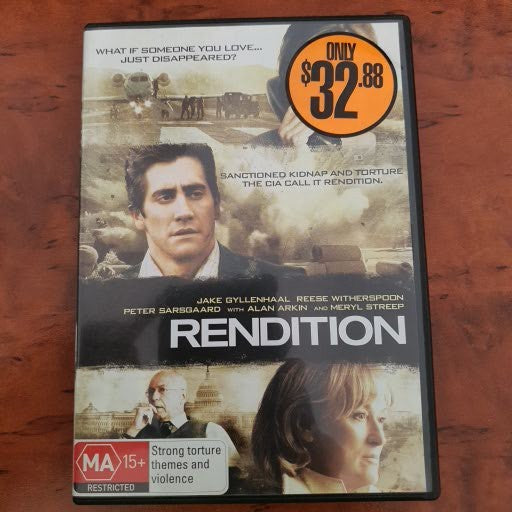 WHAT IF SOMEONE YOU LOVE...
JUST DISAPPEARED?
ONLY
$32.88
SANCTIONED KIDNAP AND TORTURE
THE CIA CALL IT RENDITION.
JAKE GYLLENHAAL REESE WITHERSPOON
PETER SARSGAARD WITH ALAN ARKIN AND MERYL STREEP
RENDITION
MA 15+
RESTRICTED
Strong torture
themes and
violence